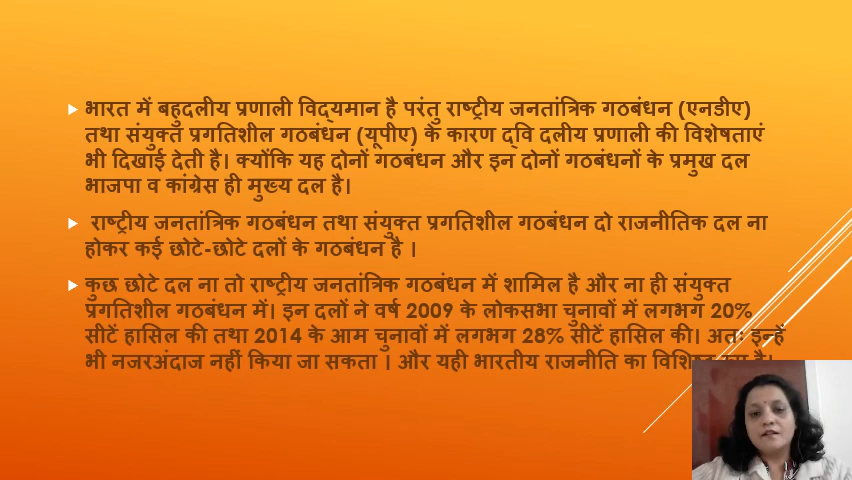 भारत में बहुदलीय प्रणाली विद्यमान है परंतु राष्ट्रीय जनतांत्रिक गठबंधन (एनडीए)
तथा संयुक्त प्रगतिशील गठबंधन (यूपीए) के कारण द्वि दलीय प्रणाली की विशेषताएं
भी दिखाई देती है। क्योंकि यह दोनों गठबंधन और इन दोनों गठबंधनों के प्रमुख दल
भाजपा व कांग्रेस ही मुख्य दल है।
राष्ट्रीय जनतांत्रिक गठबंधन तथा संयुक्त प्रगतिशील गठबंधन दो राजनीतिक दल ना
होकर कई छोटे-छोटे दलों के गठबंधन है ।
कुछ छोटे दल ना तो राष्ट्रीय जनतांत्रिक गठबंधन में शामिल है और ना ही संयुक्त
प्रगतिशील गठबंधन में। इन दलों ने वर्ष 2009 के लोकसभा चुनावों में लगभग 20%
सीटें हासिल की तथा 2014 के आम चुनावों में लगभग 28% सीटें हासिल की। अतः इन्हें
भी नजरअंदाज नहीं किया जा सकता । और यही भारतीय राजनीति का है।